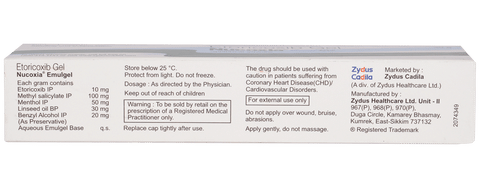 Etoricoxib Gel
Nucoxia® Emulgel
Each gram contains
Etoricoxib IP 10 mg
Methyl salicylate IP 100 mg
Menthol IP 50 mg
Linseed oil BP 30 mg
Benzyl Alcohol IP 20 mg
(As Preservative)
Aqueous Emulgel Base q.s.
Store below 25 °C.
Protect from light. Do not freeze.
Dosage : As directed by the Physician.
Keep out of reach of children
Warning : To be sold by retail on the
prescription of a Registered Medical
Practitioner only.
Replace cap tightly after use.
The drug should be used with
caution in patients suffering from
Coronary Heart Disease(CHD)/
Cardiovascular Disorders.
For external use only
Do not apply over wound, bruise,
abrasions.
Apply gently, do not massage.
Zydus
Cadila
Marketed by :
Zydus Cadila
(A div. of Zydus Healthcare Ltd.)
Manufactured by :
Zydus Healthcare Ltd. Unit - II
967(P), 968(P), 970(P),
Duga Circle, Kamarey Bhasmay,
Kumrek, East-Sikkim 737132
® Registered Trademark
2074349